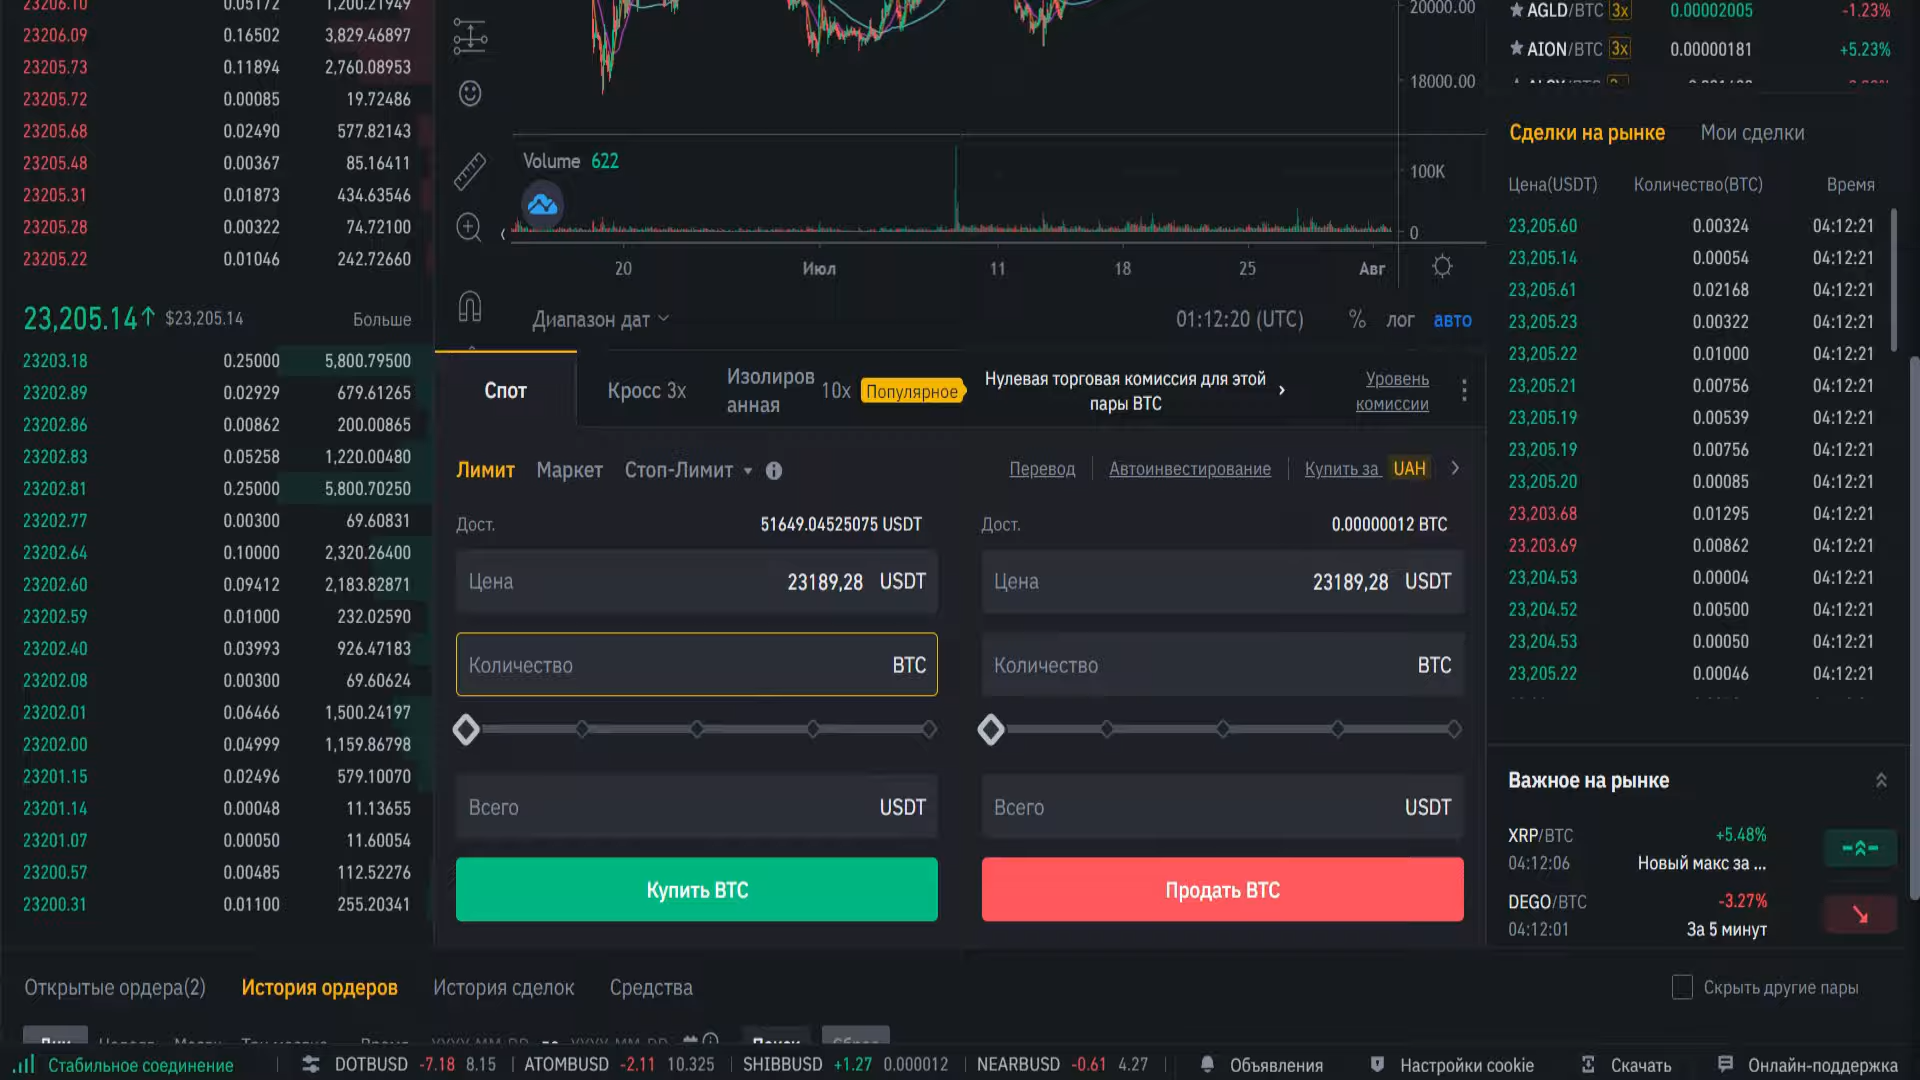 23206.10 0.05172 1,200.21949
23206.09 0.16502 3,829.46897
23205.73 0.11894 2,760.08953
23205.72 0.00085 19.72486
23205.68 0.02490 577.82143
23205.48 0.00367 85.16411
23205.31 0.01873 434.63546
23205.28 0.00322 74.72100
23205.22 0.01046 242.72660
23,205.14↑ $23,205.14 Больше
23203.18 0.25000 5,800.79500
23202.89 0.02929 679.61265
23202.86 0.00862 200.00865
23202.83 0.05258 1,220.00480
23202.81 0.25000 5,800.70250
23202.77 0.00300 69.60831
23202.64 0.10000 2,320.26400
23202.60 0.09412 2,183.82871
23202.59 0.01000 232.02590
23202.40 0.03993 926.47183
23202.08 0.00300 69.60624
23202.01 0.06466 1,500.24197
23202.00 0.04999 1,159.86798
23201.15 0.02496 579.10070
23201.14 0.00048 11.13655
23201.07 0.00050 11.60054
23200.57 0.00485 112.52276
23200.31 0.01100 255.20341
20000.00
18000.00
Volume 622
100K
0
20 Июл 11 18 25 Авг
Диапазон дат 01:12:20 (UTC) % лог авто
Спот Кросс 3x Изолиров
анная 10x Популярное Нулевая торговая комиссия для этой
пары BTC
Уровень
комиссии
Лимит Маркет Стоп-Лимит Перевод Автоинвестирование Купить за UAH
Дост. 51649.04525075 USDT
Цена 23189,28 USDT
Количество BTC
Всего USDT
Купить BTC
Дост. 0.00000012 BTC
Цена 23189,28 USDT
Количество BTC
Всего USDT
Продать BTC
AGLD/BTC 3x 0.00002005 -1.23%
AION/BTC 3x 0.00000181 +5.23%
Сделки на рынке Мои сделки
Цена(USDT) Количество(BTC) Время
23,205.60 0.00324 04:12:21
23,205.14 0.00054 04:12:21
23,205.61 0.02168 04:12:21
23,205.23 0.00322 04:12:21
23,205.22 0.01000 04:12:21
23,205.21 0.00756 04:12:21
23,205.19 0.00539 04:12:21
23,205.19 0.00756 04:12:21
23,205.20 0.00085 04:12:21
23,203.68 0.01295 04:12:21
23.203.69 0.00862 04:12:21
23,204.53 0.00004 04:12:21
23,204.52 0.00500 04:12:21
23,204.53 0.00050 04:12:21
23,205.22 0.00046 04:12:21
Важное на рынке
XRP/BTC +5.48%
04:12:06 Новый макс за ...
DEGO/BTC -3.27%
04:12:01 За 5 минут
Открытые ордера(2) История ордеров История сделок Средства Скрыть другие пары
Стабильное соединение DOTBUSD -7.18 8.15 ATOMBUSD -2.11 10.325 SHIBBUSD +1.27 0.000012 NEARBUSD -0.61 4.27 Объявления Настройки cookie Скачать Онлайн-поддержка